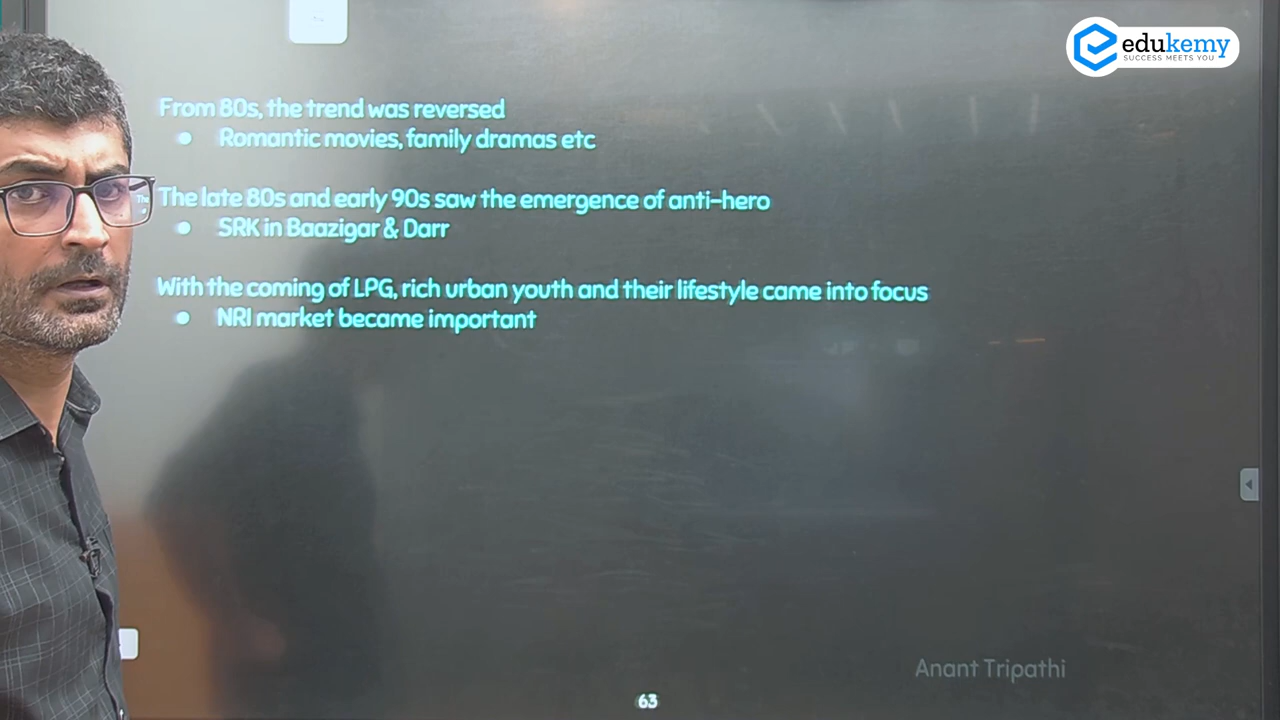 edukemy
SUCCESS MEETS YOU
From 80s, the trend was reversed
● Romantic movies, family dramas etc
The late 80s and early 90s saw the emergence of anti-hero
● SRK in Baazigar & Darr
With the coming of LPG, rich urban youth and their lifestyle came into focus
● NRI market became important
Anant Tripathi
63